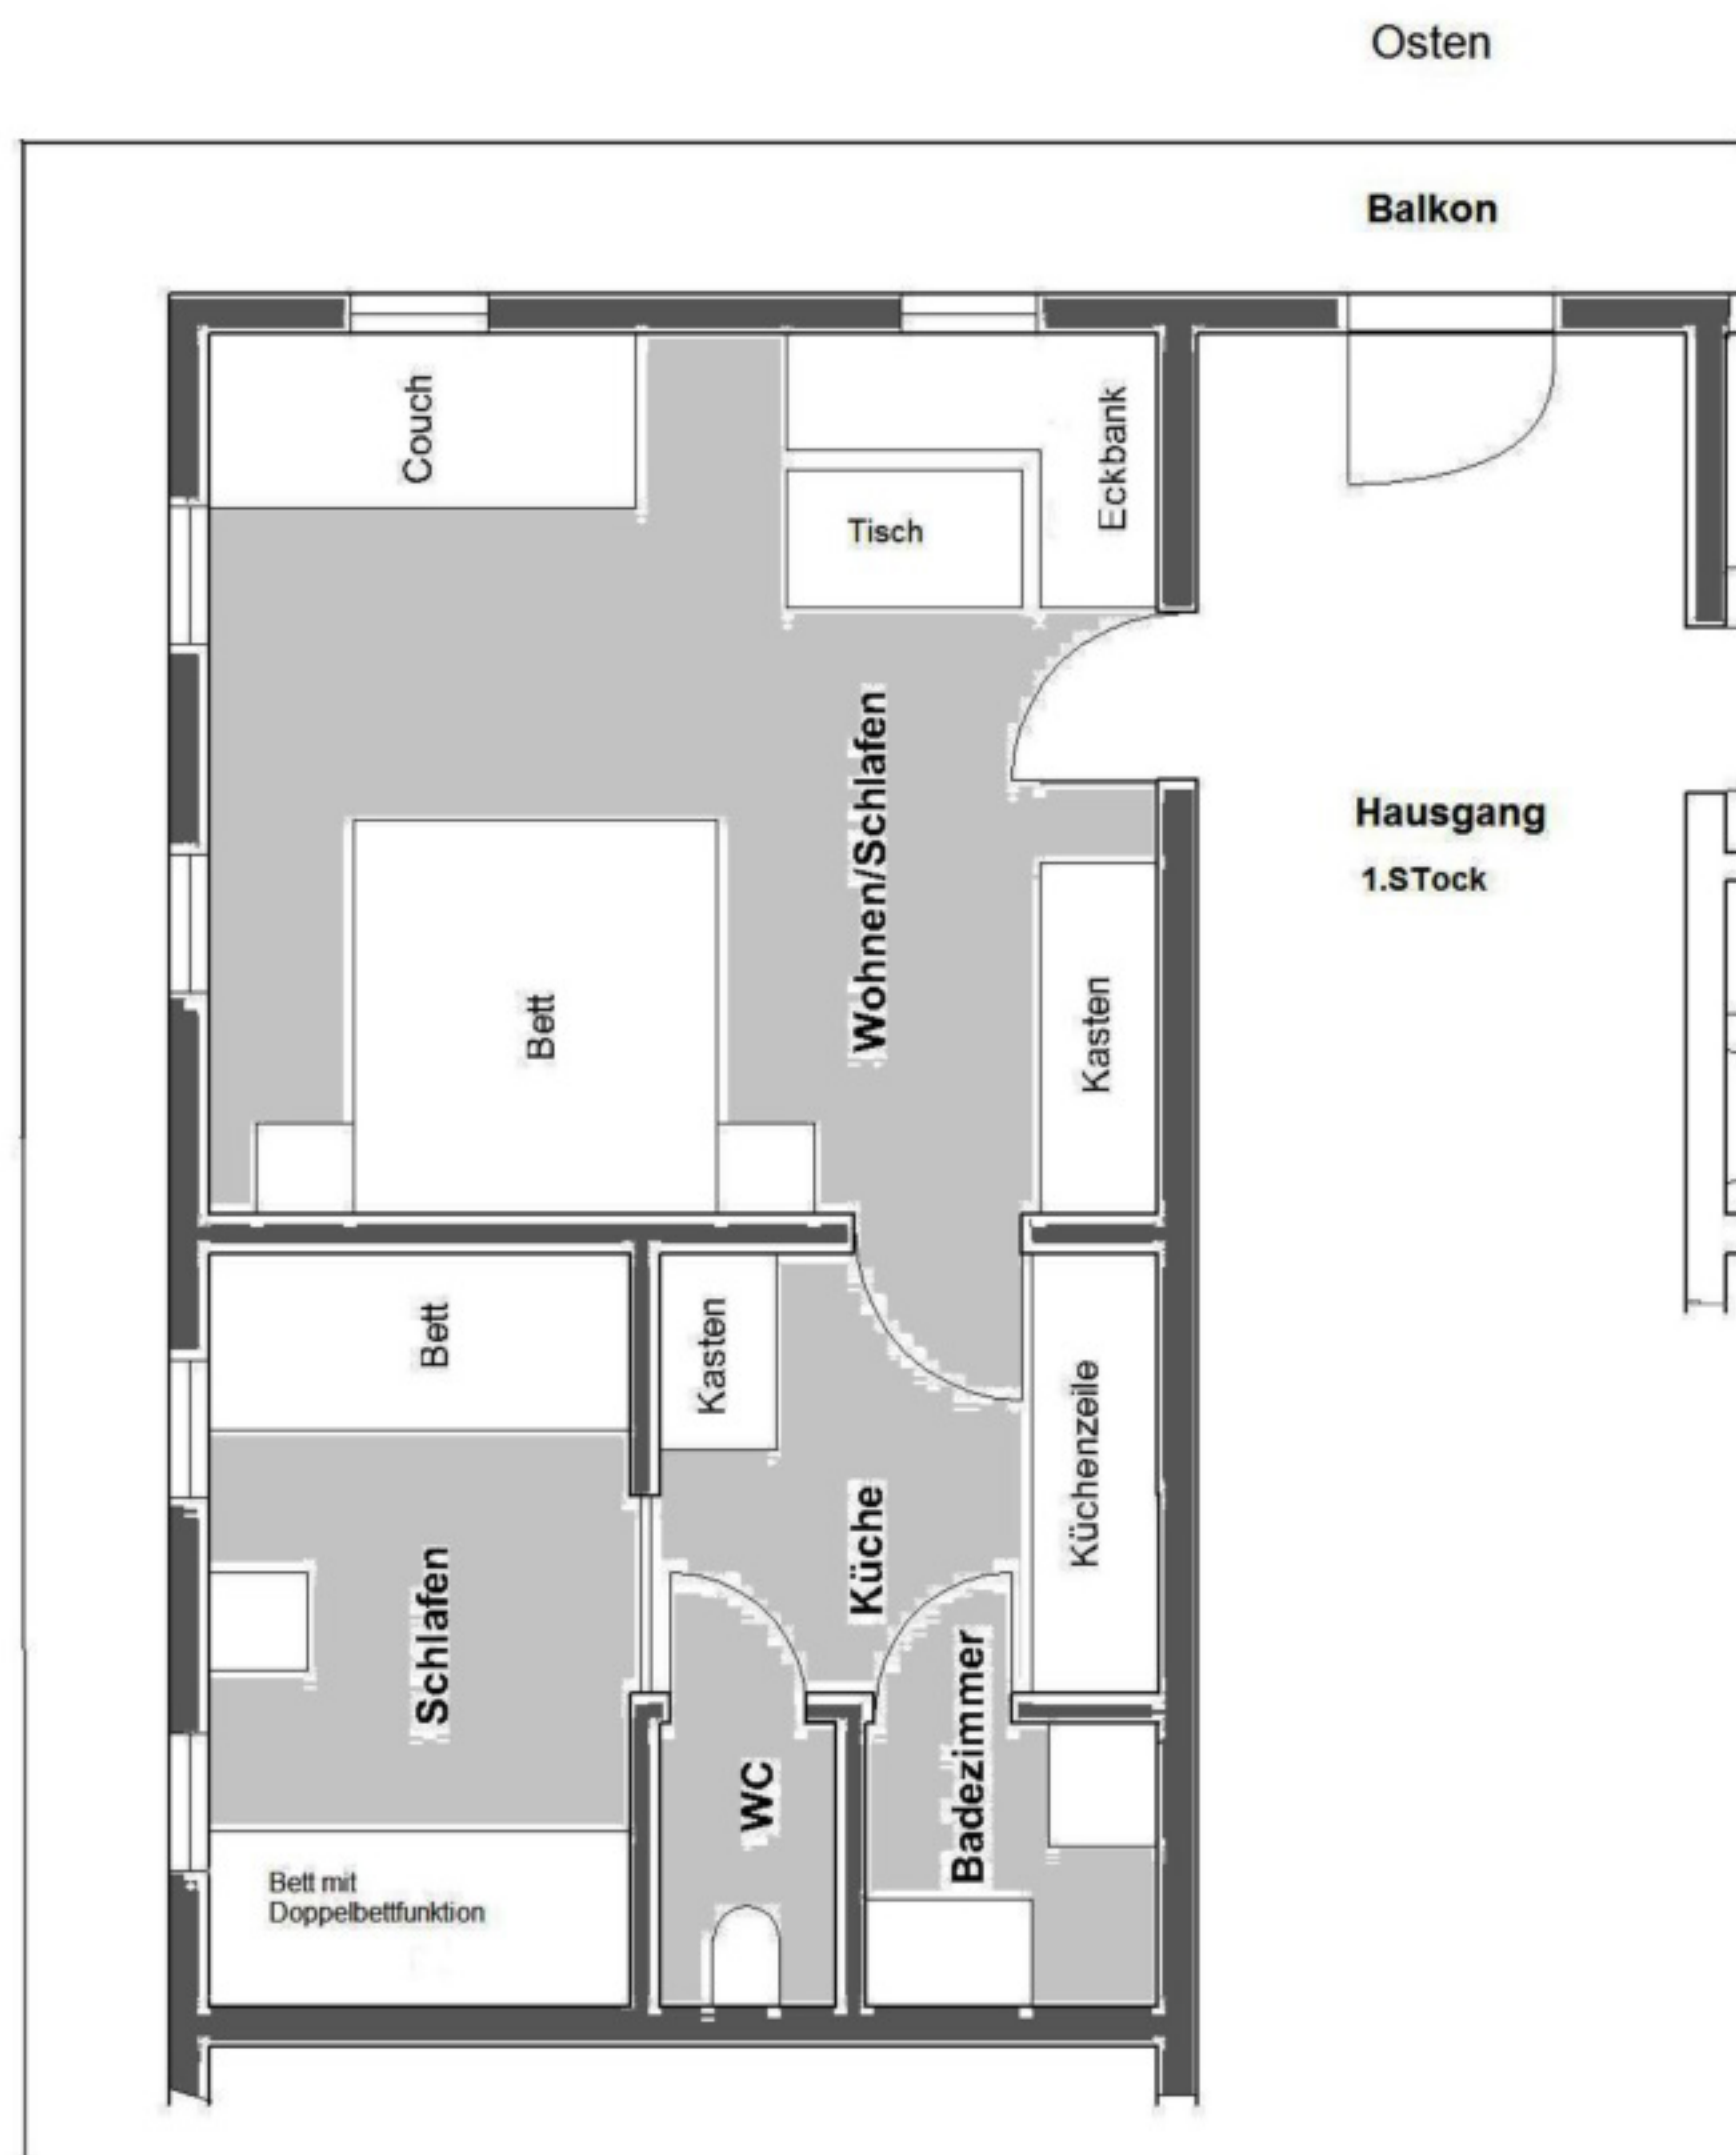 Osten
Balkon
Couch
Eckbank
Tisch
Wohnen/Schlafen
Hausgang
1.STock
Bett
Kasten
Bett
Kasten
Küchenzeile
Küche
Schlafen
Badezimmer
WC
Bett mit
Doppelbettfunktion